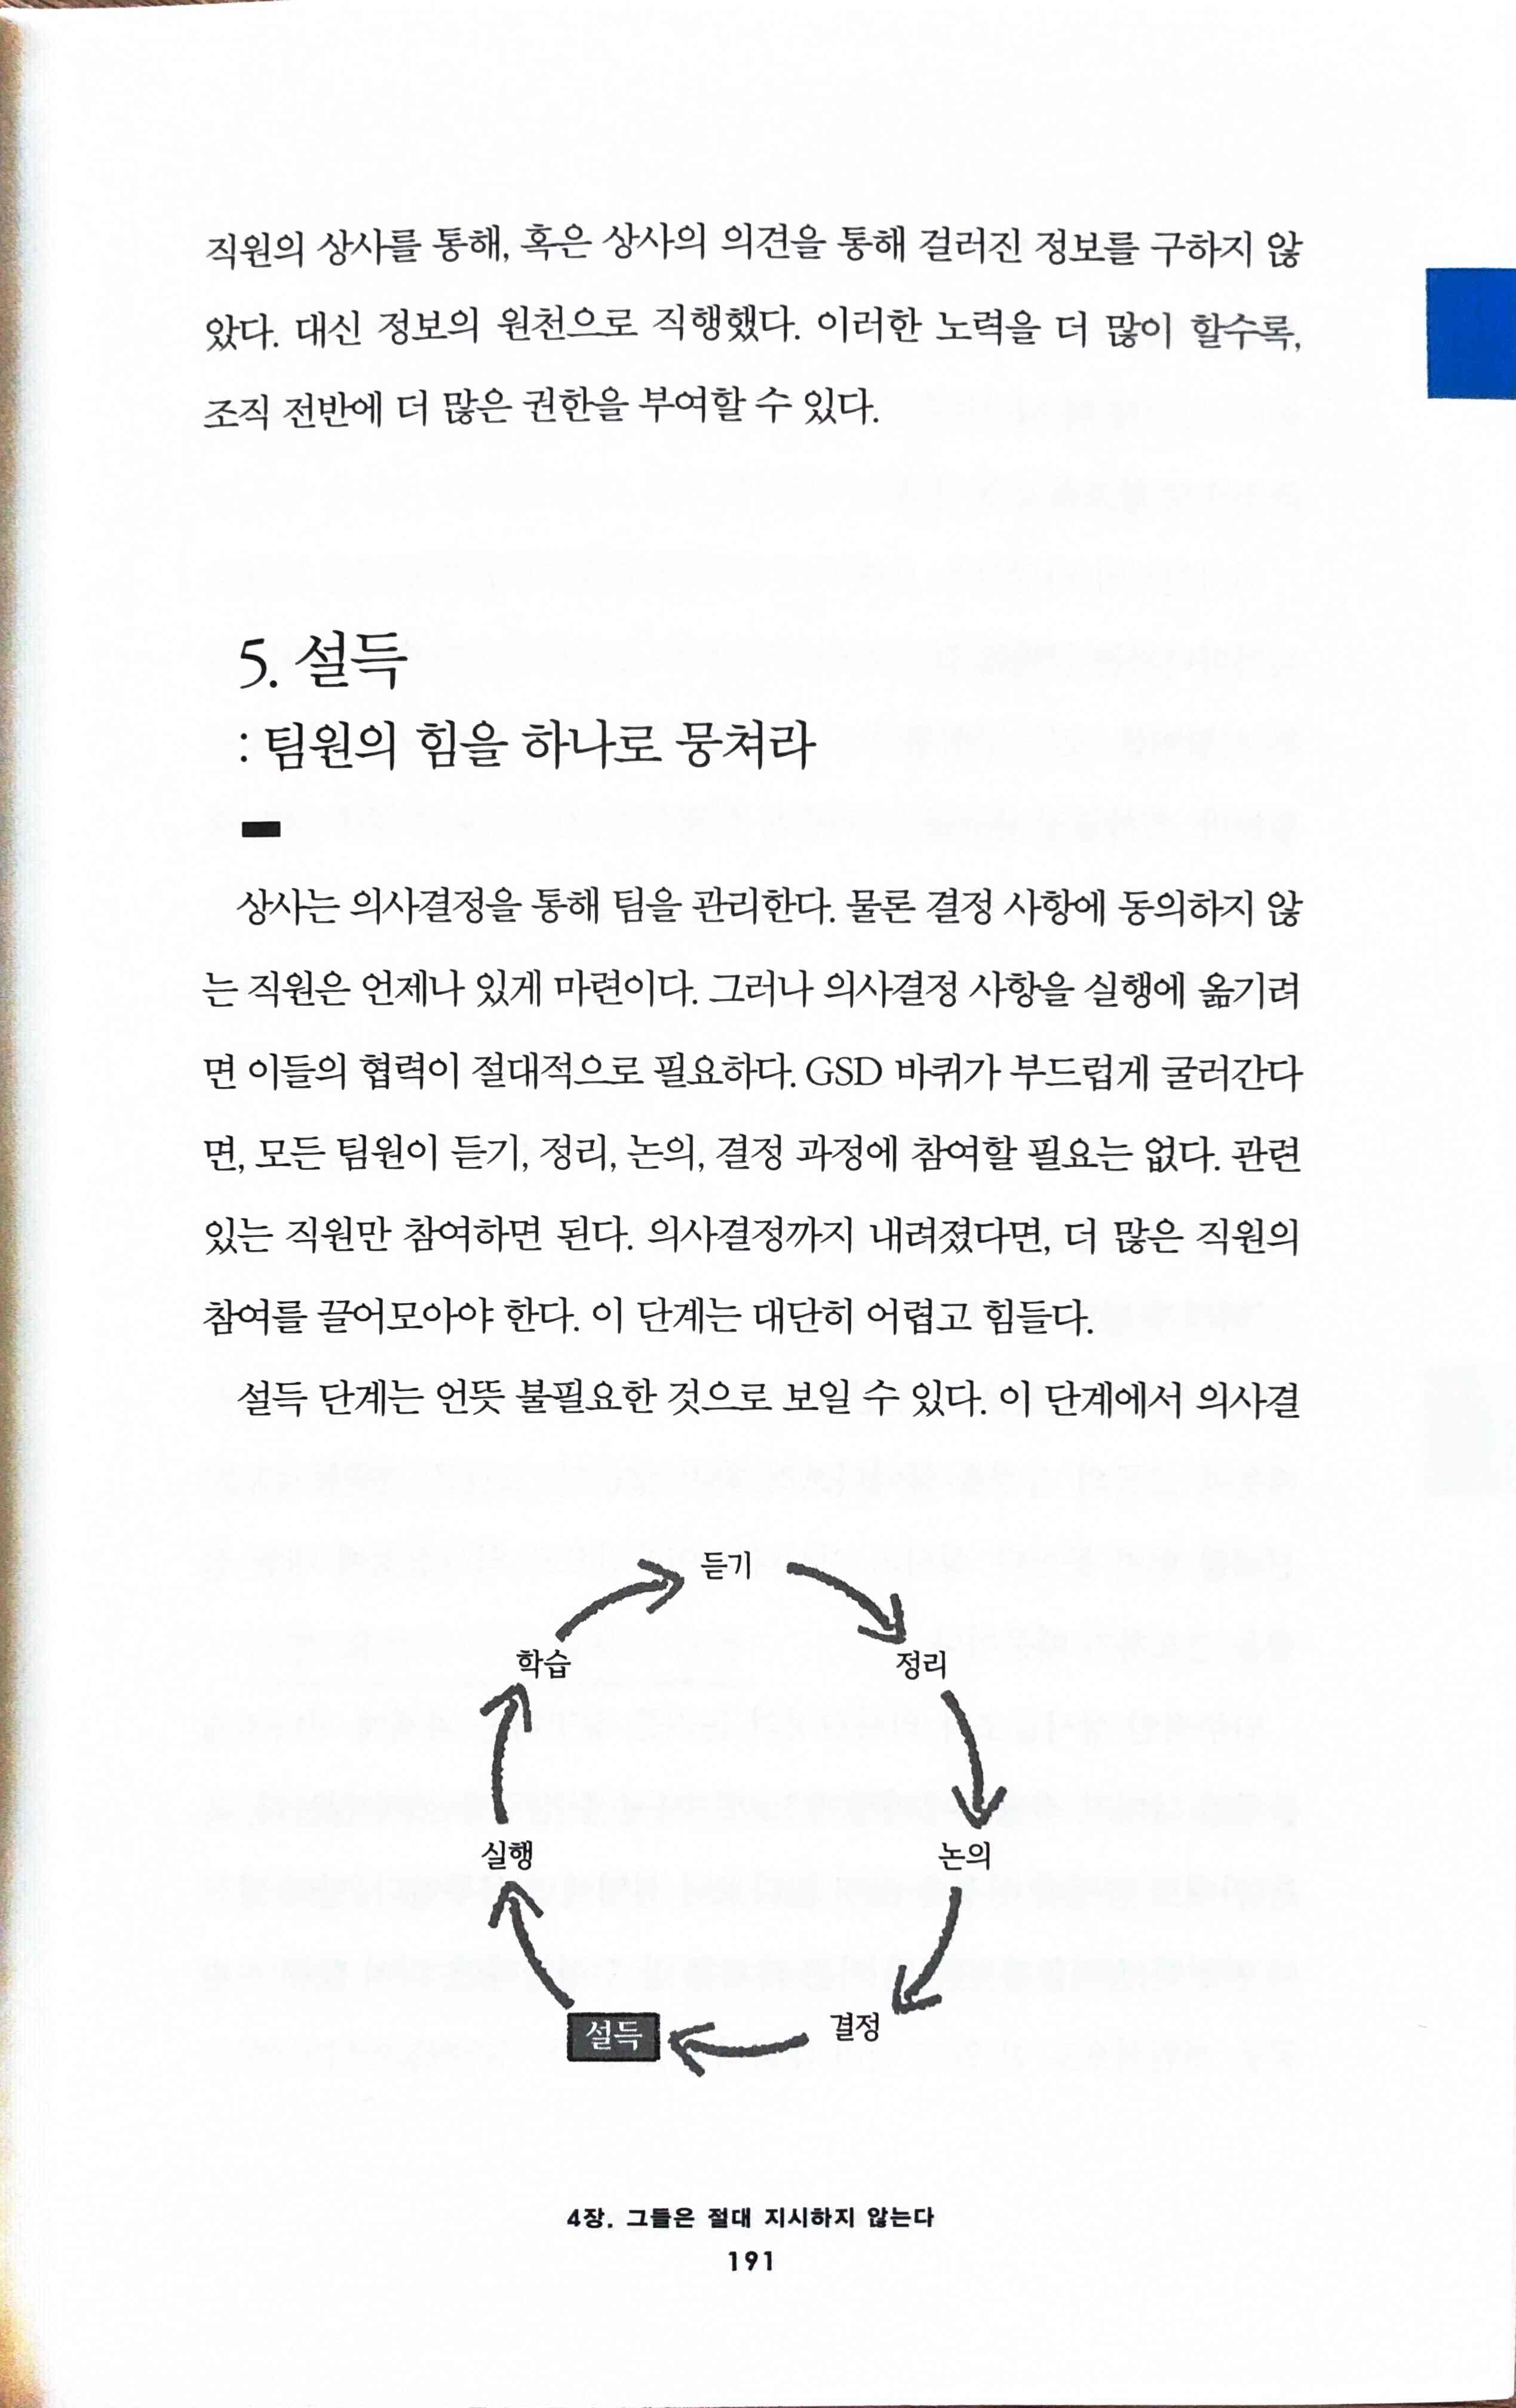 직원의 상사를 통해, 혹은 상사의 의견을 통해 걸러진 정보를 구하지 않
았다. 대신 정보의 원천으로 직행했다. 이러한 노력을 더 많이 할수록,
조직 전반에 더 많은 권한을 부여할 수 있다.
5. 설득
: 팀원의 힘을 하나로 뭉쳐라
상사는 의사결정을 통해 팀을 관리한다. 물론 결정 사항에 동의하지 않
는 직원은 언제나 있게 마련이다. 그러나 의사결정 사항을 실행에 옮기려
면 이들의 협력이 절대적으로 필요하다. GSD 바퀴가 부드럽게 굴러간다
면, 모든 팀원이 듣기, 정리, 논의, 결정 과정에 참여할 필요는 없다. 관련
있는 직원만 참여하면 된다. 의사결정까지 내려졌다면, 더 많은 직원의
참여를 끌어모아야 한다. 이 단계는 대단히 어렵고 힘들다.
설득 단계는 언뜻 불필요한 것으로 보일 수 있다. 이 단계에서 의사결
듣기
정리
논의
결정
설득
실행
학습
4장. 그들은 절대 지시하지 않는다
191